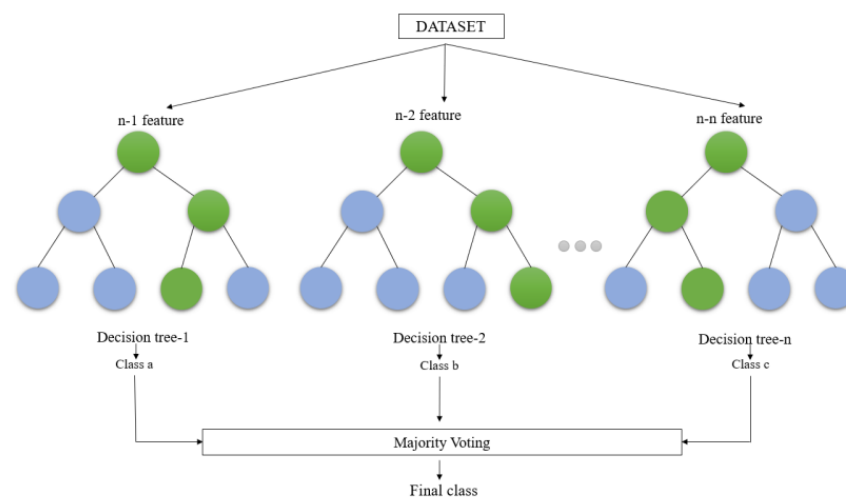 DATASET
n-1 feature
n-2 feature
n-n feature
Decision tree-1
Decision tree-2
Decision tree-n
Class a
Class b
Class c
Majority Voting
Final class